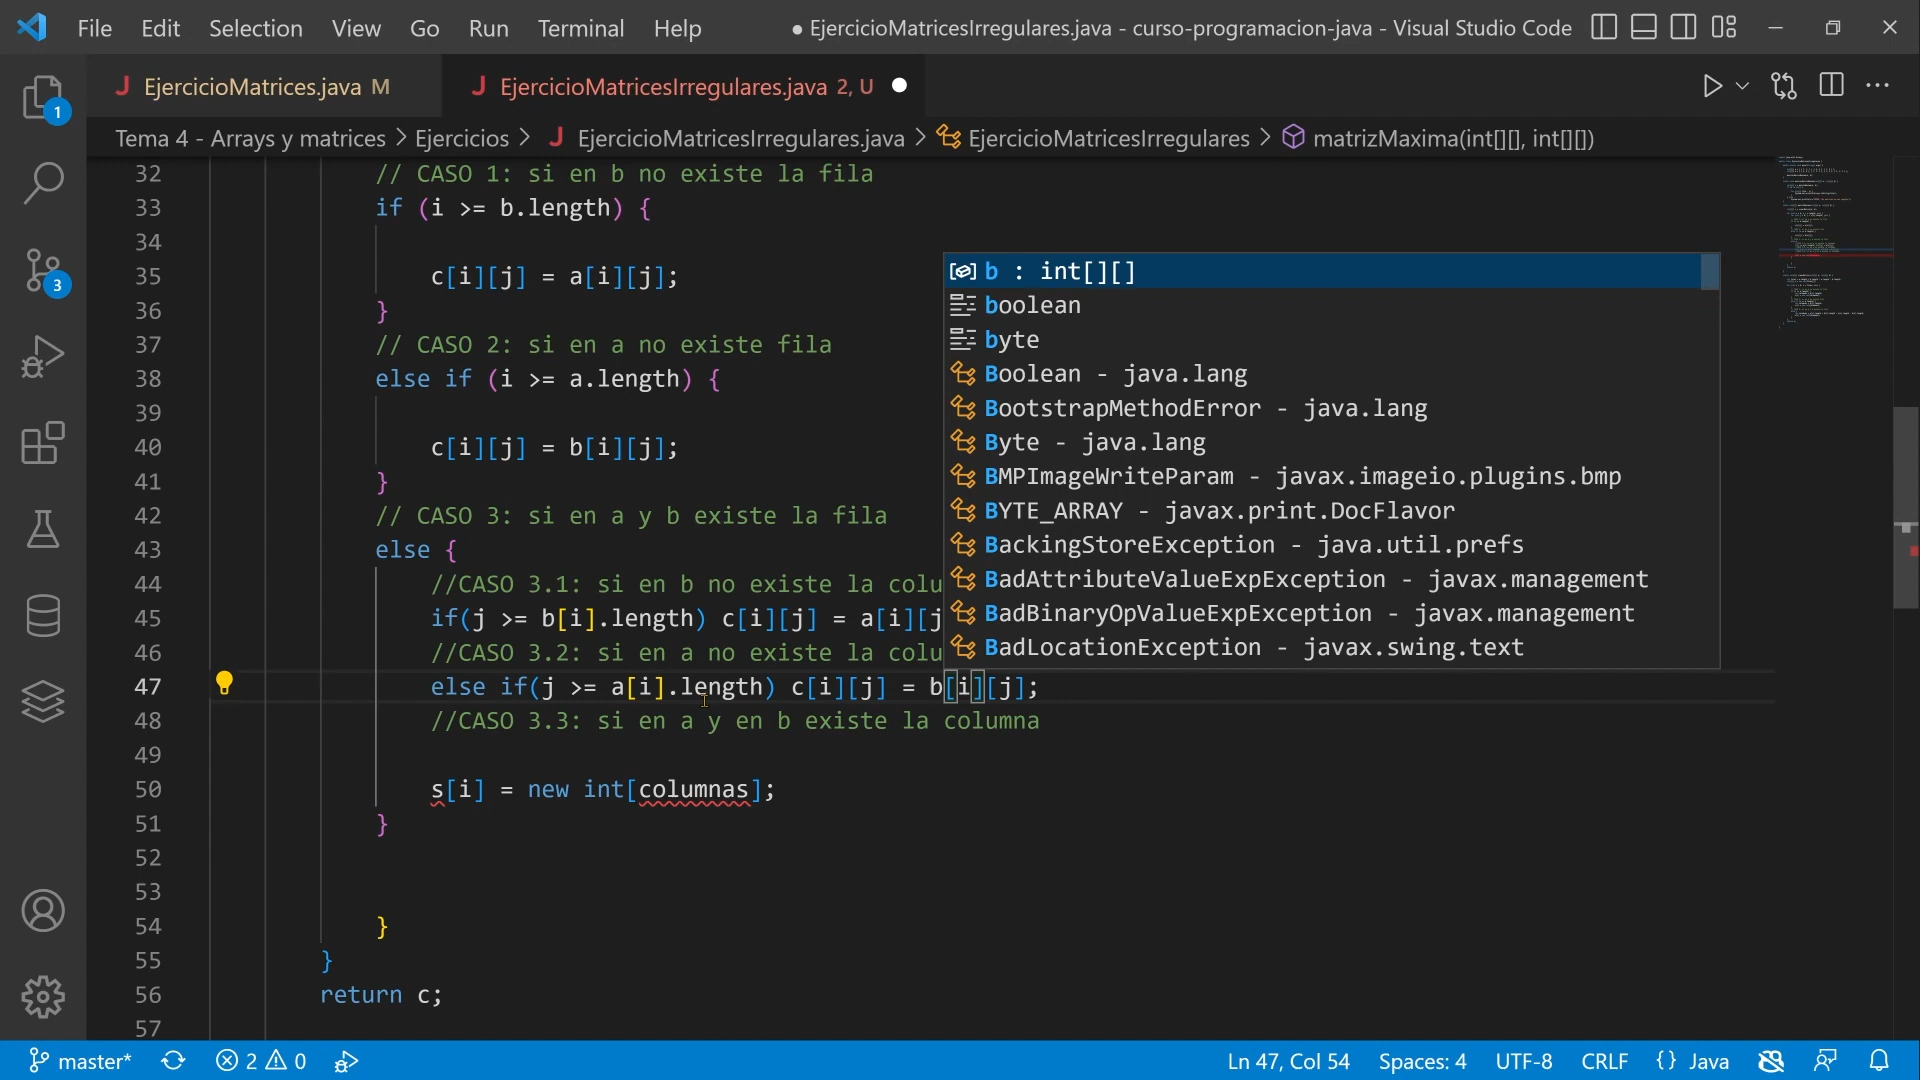 File Edit Selection View Go Run Terminal Help ● EjercicioMatricesIrregulares.java - curso-programacion-java - Visual Studio Code
J EjercicioMatrices.java M J EjercicioMatricesIrregulares.java 2, U
Tema 4 - Arrays y matrices > Ejercicios > J EjercicioMatricesIrregulares.java > EjercicioMatricesIrregulares > matrizMaxima(int[][], int[][])
1
3
32 // CASO 1: si en b no existe la fila
33 if (i >= b.length) {
34
35 c[i][j] = a[i][j];
36 }
37 // CASO 2: si en a no existe fila
38 else if (i >= a.length) {
39
40 c[i][j] = b[i][j];
41 }
42 // CASO 3: si en a y b existe la fila
43 else {
44 //CASO 3.1: si en b no existe la colu
45 if(j >= b[i].length) c[i][j] = a[i][j
46 //CASO 3.2: si en a no existe la colu
47 else if(j >= a[i].length) c[i][j] = b[i][j];
48 //CASO 3.3: si en a y en b existe la columna
49
50 s[i] = new int[columnas];
51 }
52
53
54 }
55 }
56 return c;
57
b : int[][]
boolean
byte
Boolean - java.lang
BootstrapMethodError - java.lang
Byte - java.lang
BMPImageWriteParam - javax.imageio.plugins.bmp
BYTE_ARRAY - javax.print.DocFlavor
BackingStoreException - java.util.prefs
BadAttributeValueExpException - javax.management
BadBinaryOpValueExpException - javax.management
BadLocationException - javax.swing.text
master* 2 0 Ln 47, Col 54 Spaces: 4 UTF-8 CRLF {} Java